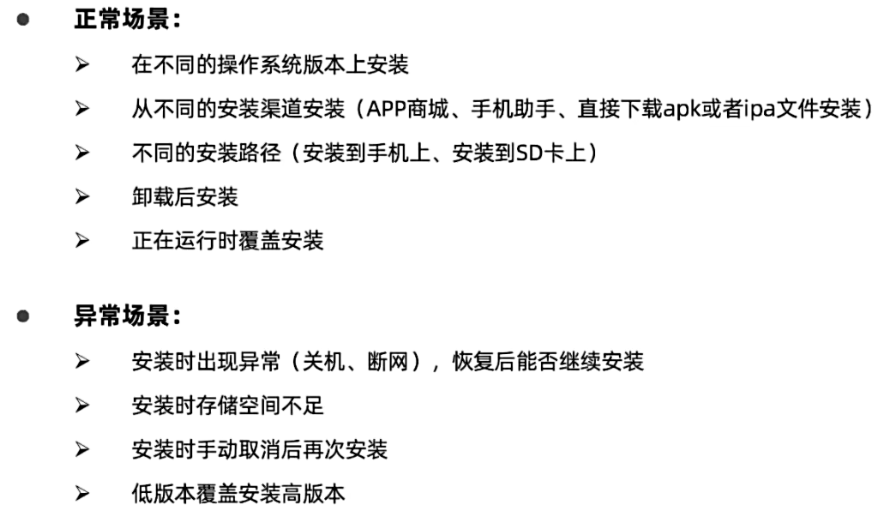 ● 正常场景：
➢ 在不同的操作系统版本上安装
➢ 从不同的安装渠道安装（APP商城、手机助手、直接下载apk或者ipa文件安装）
➢ 不同的安装路径（安装到手机上、安装到SD卡上）
➢ 卸载后安装
➢ 正在运行时覆盖安装
● 异常场景：
➢ 安装时出现异常（关机、断网），恢复后能否继续安装
➢ 安装时存储空间不足
➢ 安装时手动取消后再次安装
➢ 低版本覆盖安装高版本